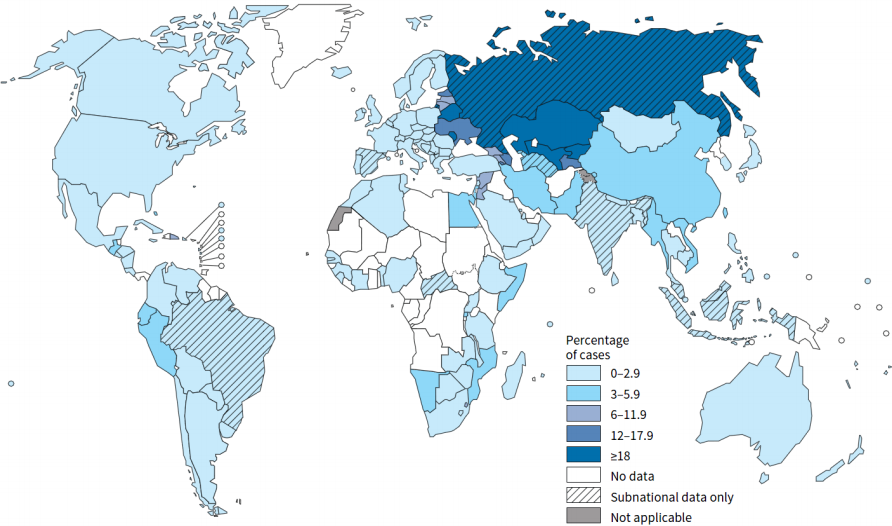 Percentage
of cases
0–2.9
3–5.9
6–11.9
12–17.9
≥18
No data
Subnational data only
Not applicable